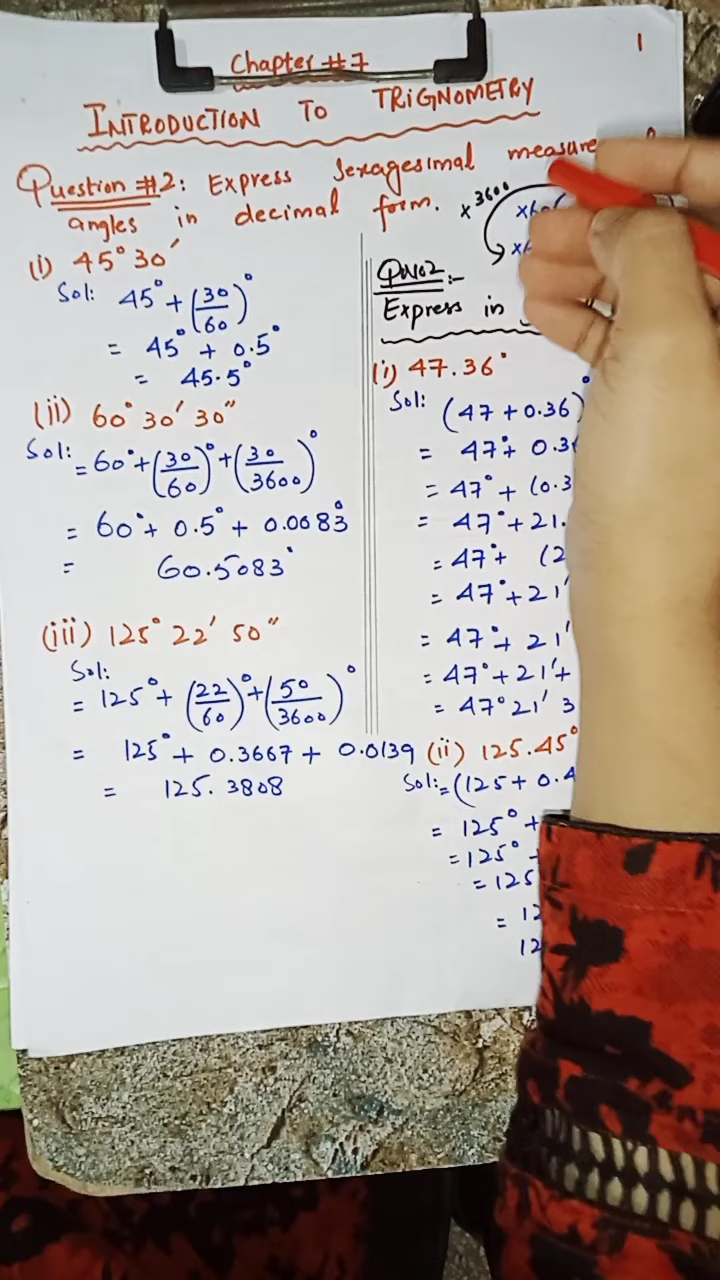 1
Chapter #7
INTRODUCTION TO TRIGNOMETRY
Question #2: Express Sexagesimal measure
angles in decimal form.
(i) 45° 30′
Sol: 45° + (30/60)°
= 45° + 0.5°
= 45.5°
(ii) 60° 30′ 30″
Sol: = 60° + (30/60)° + (30/3600)°
= 60° + 0.5° + 0.0083°
= 60.5083°
(iii) 125° 22′ 50″
Sol:
= 125° + (22/60)° + (50/3600)°
= 125° + 0.3667 + 0.0139
= 125.3808
×3600
Q.No2:-
Express in
(i) 47.36°
Sol: (47 + 0.36)°
= 47° + 0.3
= 47° + (0.3
= 47° + 21.
= 47° + (2
= 47° + 21′
= 47° + 21′
= 47° + 21′ +
= 47° 21′ 3
(ii) 125.45°
Sol: = (125 + 0.4
= 125° +
= 125°
= 125
= 12
12